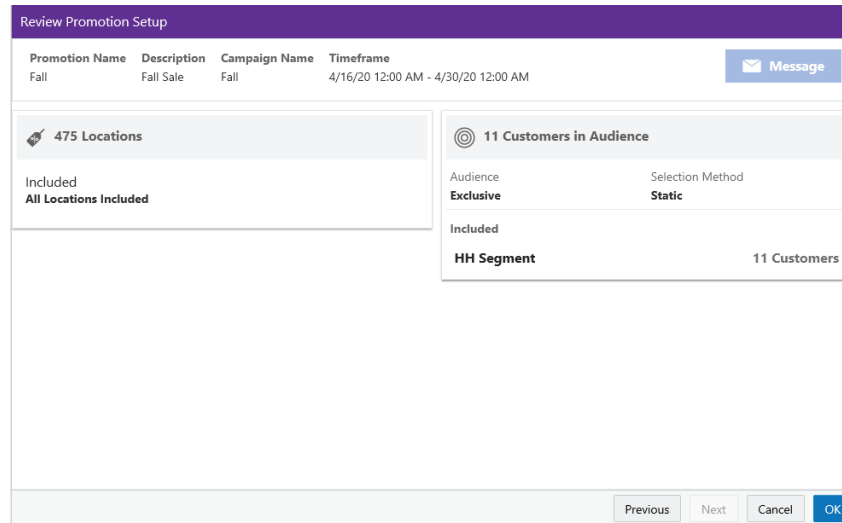 Review Promotion Setup
Promotion Name Description Campaign Name Timeframe
Fall Fall Sale Fall 4/16/20 12:00 AM - 4/30/20 12:00 AM
Message
475 Locations
Included
All Locations Included
11 Customers in Audience
Audience Selection Method
Exclusive Static
Included
HH Segment 11 Customers
Previous Next Cancel OK